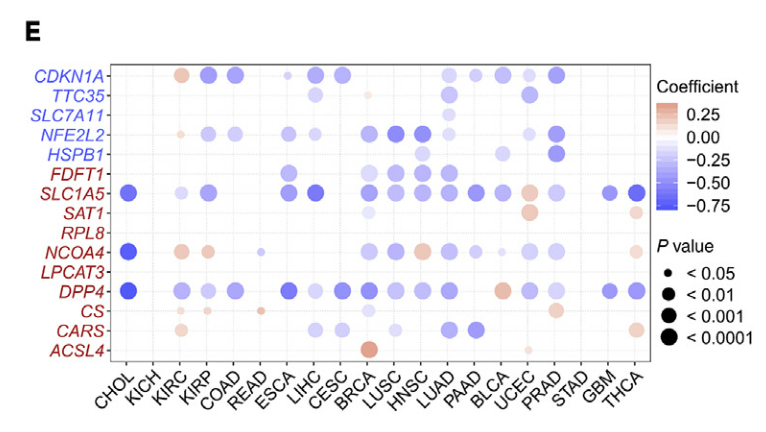 E
CDKN1A
TTC35
SLC7A11
NFE2L2
HSPB1
FDFT1
SLC1A5
SAT1
RPL8
NCOA4
LPCAT3
DPP4
CS
CARS
ACSL4
CHOL
KICH
KIRC
KIRP
COAD
READ
ESCA
LIHC
CESC
BRCA
LUSC
HNSC
LUAD
PAAD
BLCA
UCEC
PRAD
STAD
GBM
THCA
Coefficient
0.25
0.00
−0.25
−0.50
−0.75
P value
< 0.05
< 0.01
< 0.001
< 0.0001